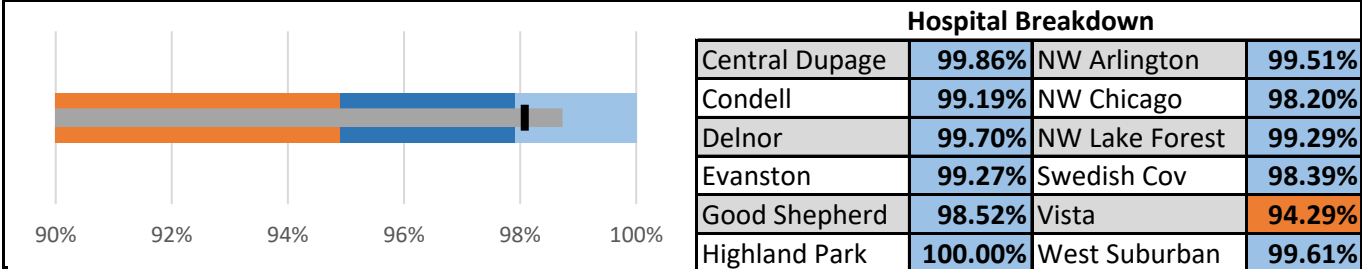 Hospital Breakdown
Central Dupage 99.86% NW Arlington 99.51%
Condell 99.19% NW Chicago 98.20%
Delnor 99.70% NW Lake Forest 99.29%
Evanston 99.27% Swedish Cov 98.39%
Good Shepherd 98.52% Vista 94.29%
Highland Park 100.00% West Suburban 99.61%
90% 92% 94% 96% 98% 100%